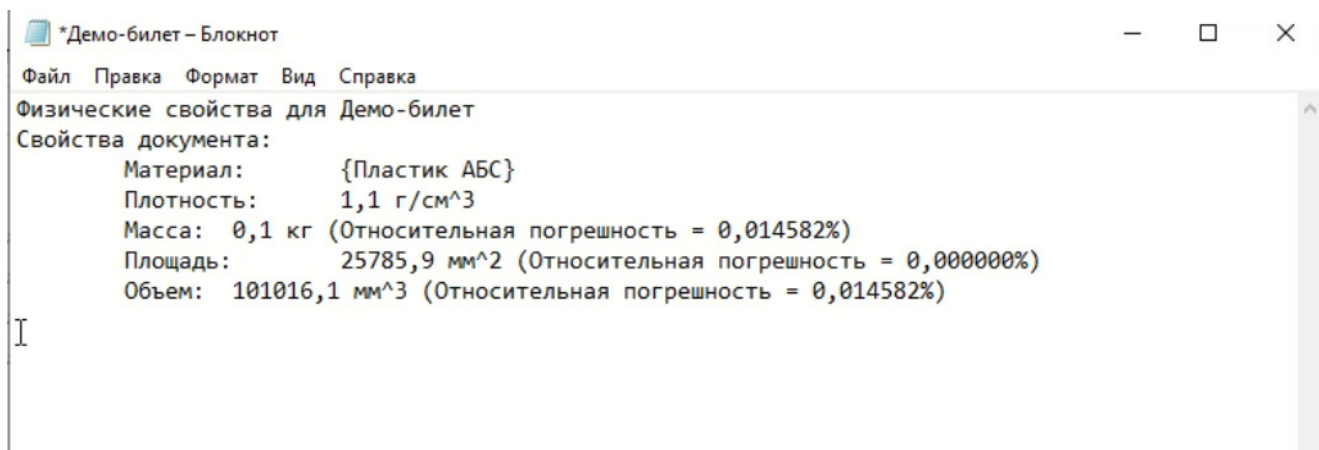 *Демо-билет – Блокнот
Файл Правка Формат Вид Справка
Физические свойства для Демо-билет
Свойства документа:
Материал: {Пластик АБС}
Плотность: 1,1 г/см^3
Масса: 0,1 кг (Относительная погрешность = 0,014582%)
Площадь: 25785,9 мм^2 (Относительная погрешность = 0,000000%)
Объем: 101016,1 мм^3 (Относительная погрешность = 0,014582%)